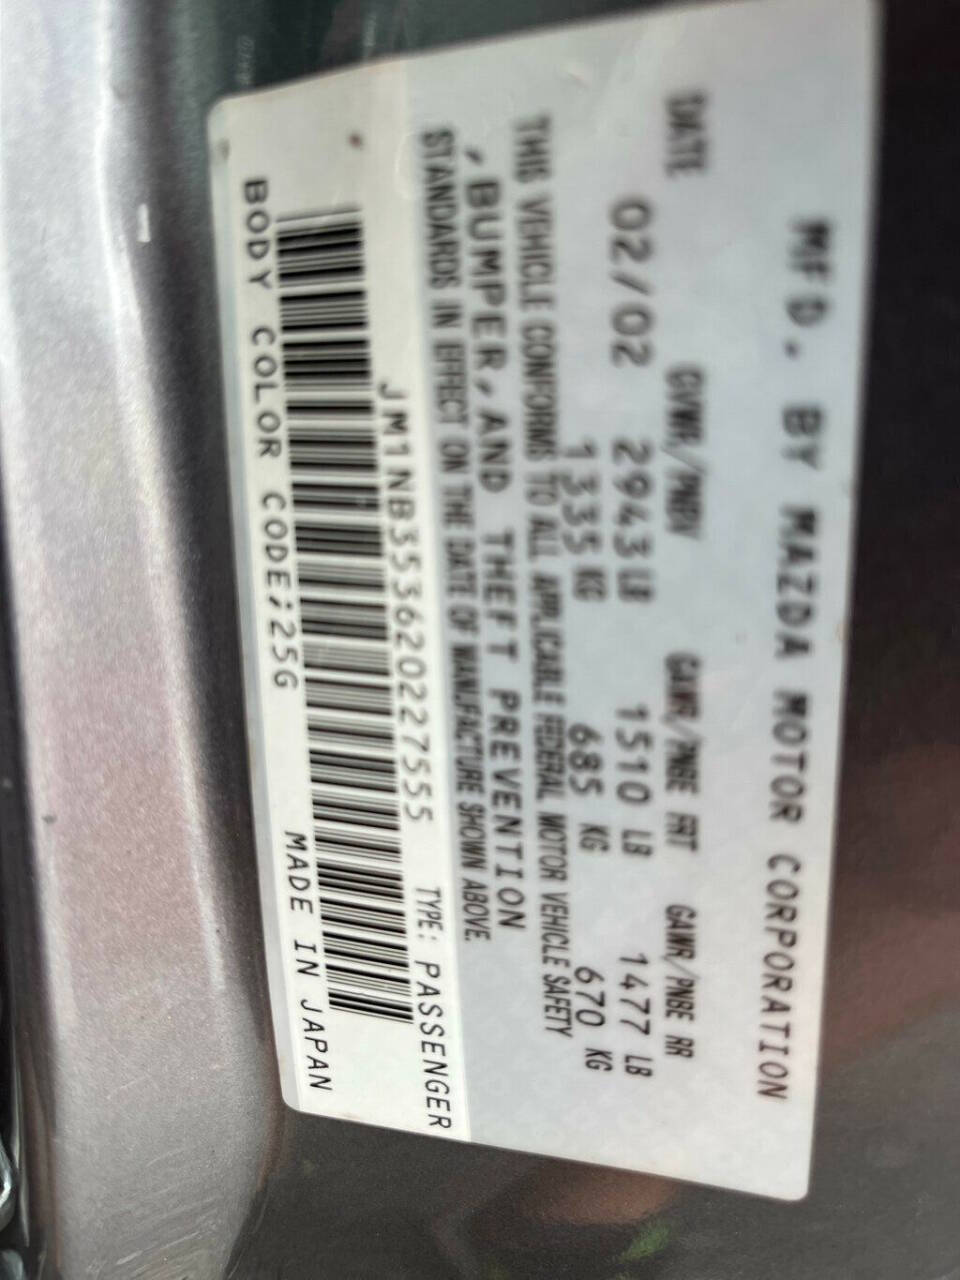 MFD. BY MAZDA MOTOR CORPORATION
DATE GVWR/PNBV GAWR/PNBE FRT GAWR/PNBE RR
02/02 2943 LB 1510 LB 1477 LB
1335 KG 685 KG 670 KG
THIS VEHICLE CONFORMS TO ALL APPLICABLE FEDERAL MOTOR VEHICLE SAFETY
, BUMPER, AND THEFT PREVENTION
STANDARDS IN EFFECT ON THE DATE OF MANUFACTURE SHOWN ABOVE.
JM1NB353620227555 TYPE: PASSENGER
BODY COLOR CODE;25G MADE IN JAPAN